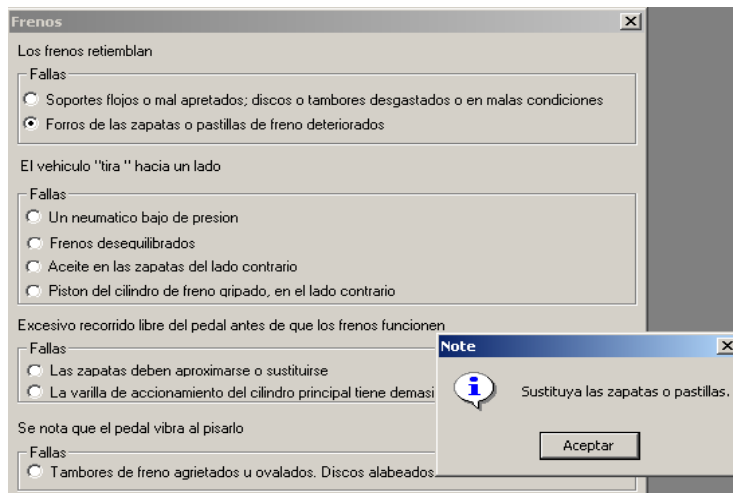 Frenos
Los frenos retiemblan
Fallas
Soportes flojos o mal apretados; discos o tambores desgastados o en malas condiciones
Forros de las zapatas o pastillas de freno deteriorados
El vehiculo "tira " hacia un lado
Fallas
Un neumatico bajo de presion
Frenos desequilibrados
Aceite en las zapatas del lado contrario
Piston del cilindro de freno gripado, en el lado contrario
Excesivo recorrido libre del pedal antes de que los frenos funcionen
Fallas
Las zapatas deben aproximarse o sustituirse
La varilla de accionamiento del cilindro principal tiene demasi
Se nota que el pedal vibra al pisarlo
Fallas
Tambores de freno agrietados u ovalados. Discos alabeados
Note
Sustituya las zapatas o pastillas.
Aceptar